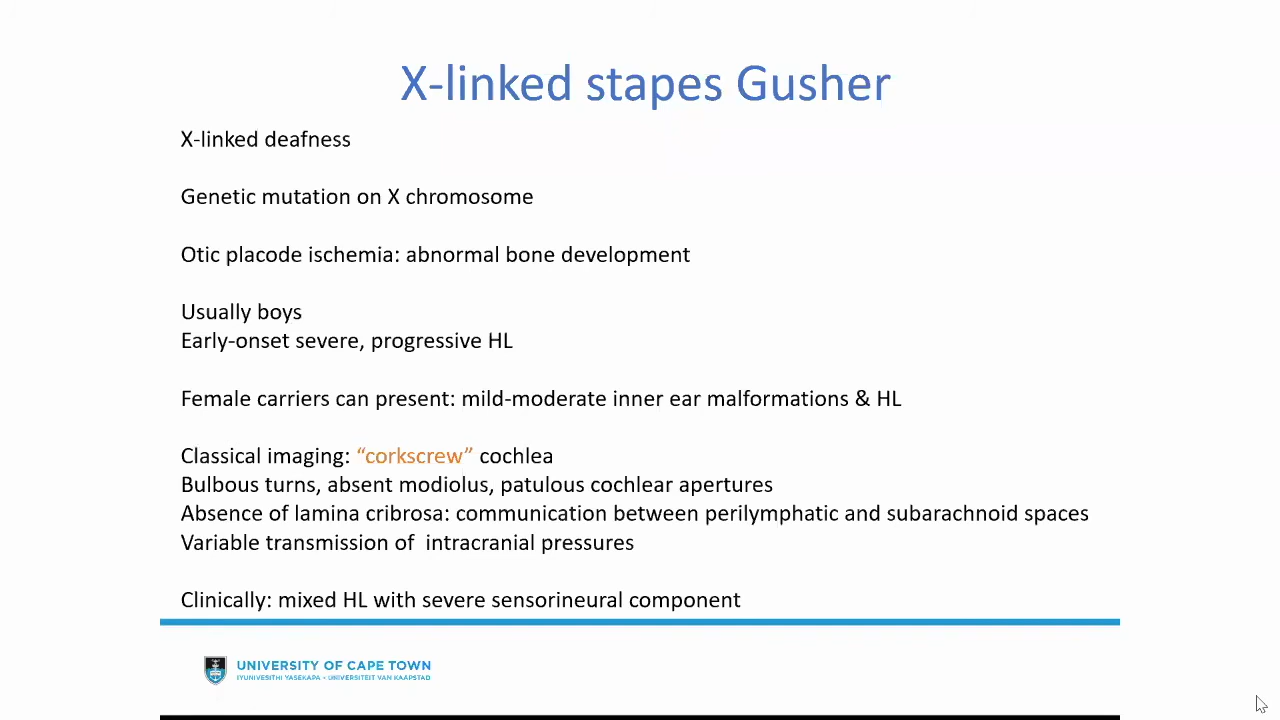 X-linked stapes Gusher
X-linked deafness
Genetic mutation on X chromosome
Otic placode ischemia: abnormal bone development
Usually boys
Early-onset severe, progressive HL
Female carriers can present: mild-moderate inner ear malformations & HL
Classical imaging: “corkscrew” cochlea
Bulbous turns, absent modiolus, patulous cochlear apertures
Absence of lamina cribrosa: communication between perilymphatic and subarachnoid spaces
Variable transmission of  intracranial pressures
Clinically: mixed HL with severe sensorineural component
UNIVERSITY OF CAPE TOWN
IYUNIVESITHI YASEKAPA • UNIVERSITEIT VAN KAAPSTAD